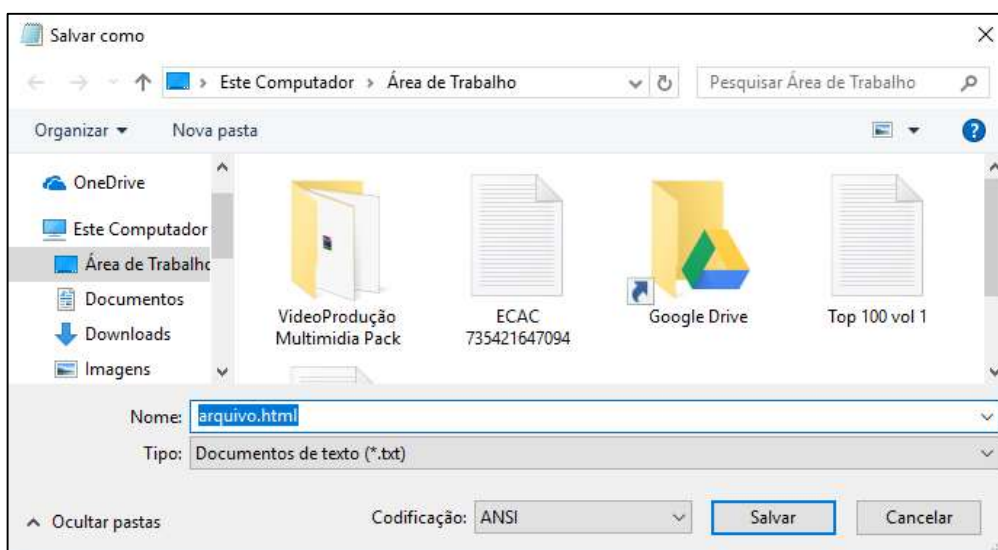 Salvar como
Este Computador › Área de Trabalho
Pesquisar Área de Trabalho
Organizar
Nova pasta
OneDrive
Este Computador
Área de Trabalho
Documentos
Downloads
Imagens
VideoProdução
Multimidia Pack
ECAC
735421647094
Google Drive
Top 100 vol 1
Nome: arquivo.html
Tipo: Documentos de texto (*.txt)
Ocultar pastas
Codificação: ANSI
Salvar
Cancelar